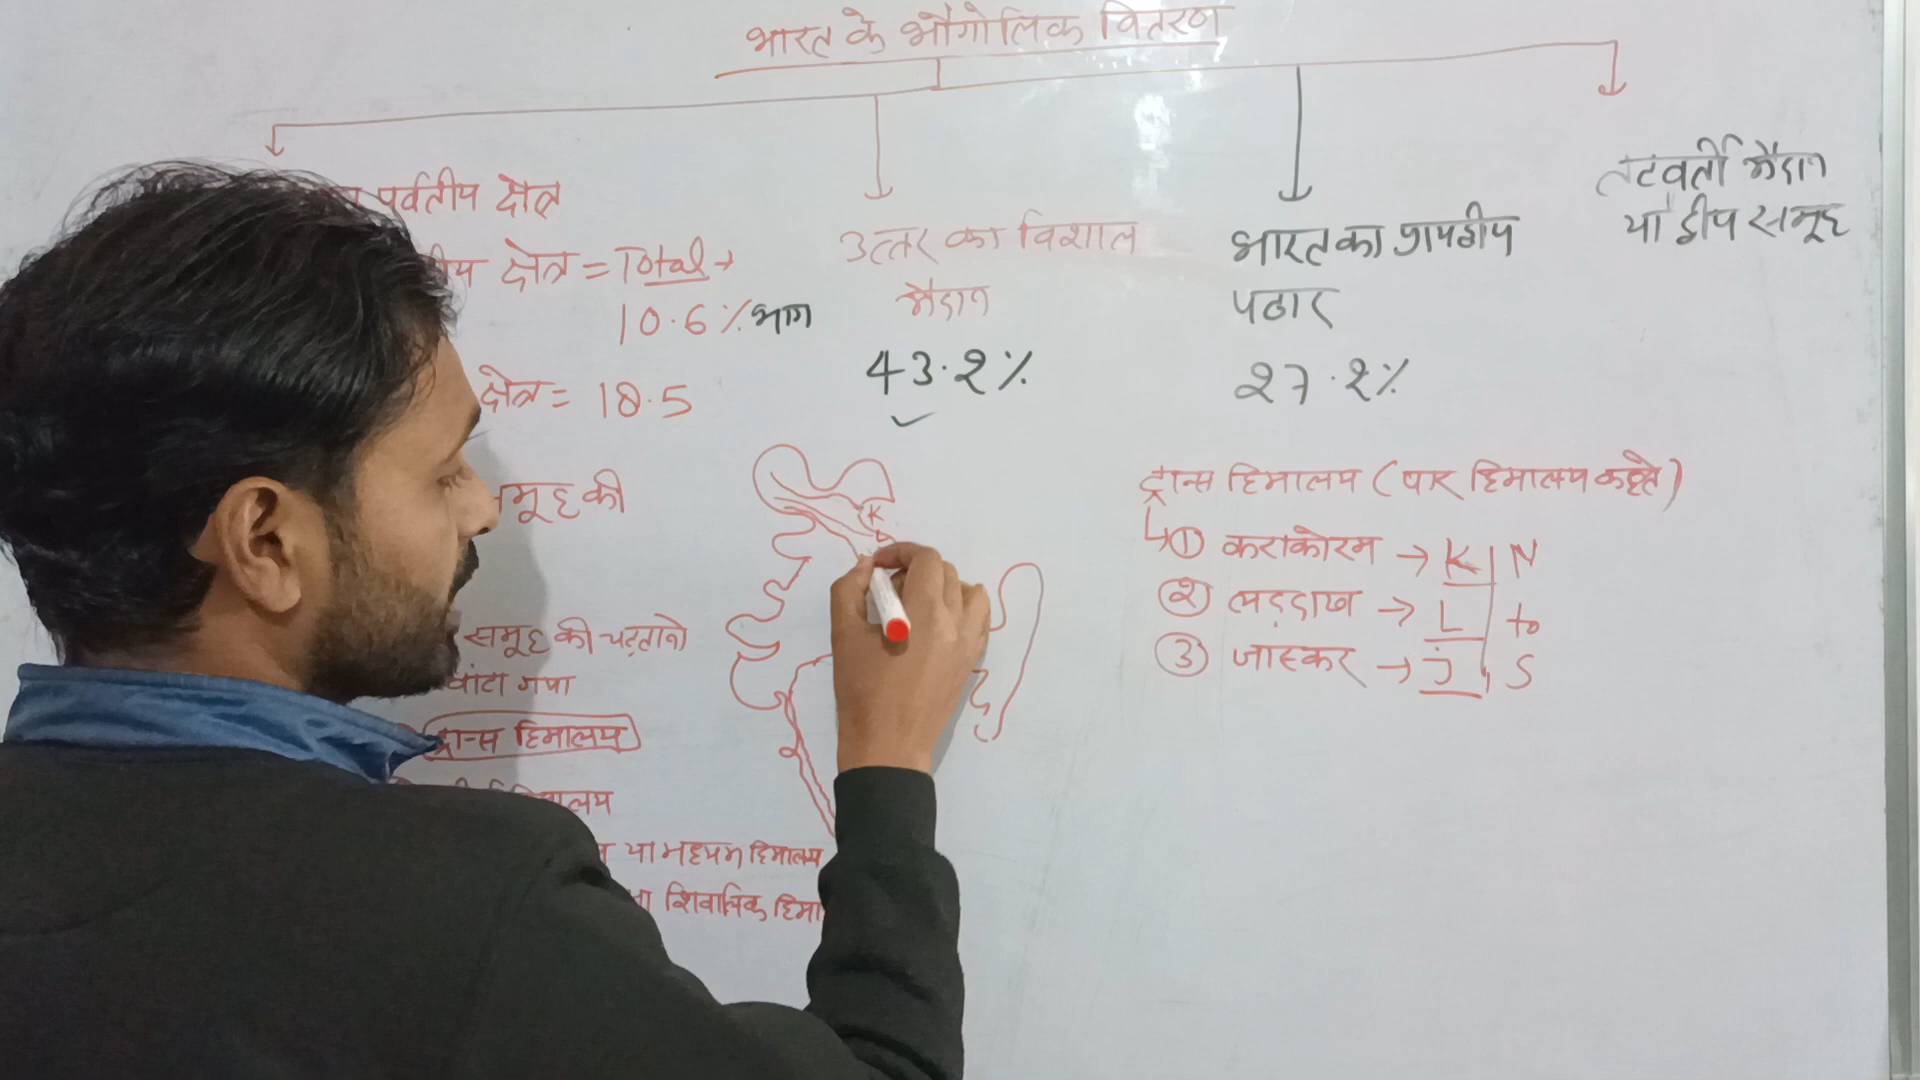 भारत के भौगोलिक वितरण
पर्वतीय क्षेत्र
क्षेत्र = Total →
10.6% भाग
क्षेत्र = 18.5
उत्तर का विशाल
मैदान
43.2%
भारत का प्रायद्वीप
पठार
27.2%
तटवर्ती मैदान
या द्वीप समूह
समूह की
समूह की चट्टानो
बांटा गया
ट्रान्स हिमालय
या मध्यम हिमालय
शिवालिक
K
ट्रान्स हिमालय (पार हिमालय कहते)
① काराकोरम → K N
② लद्दाख → L to
③ जास्कर → J S